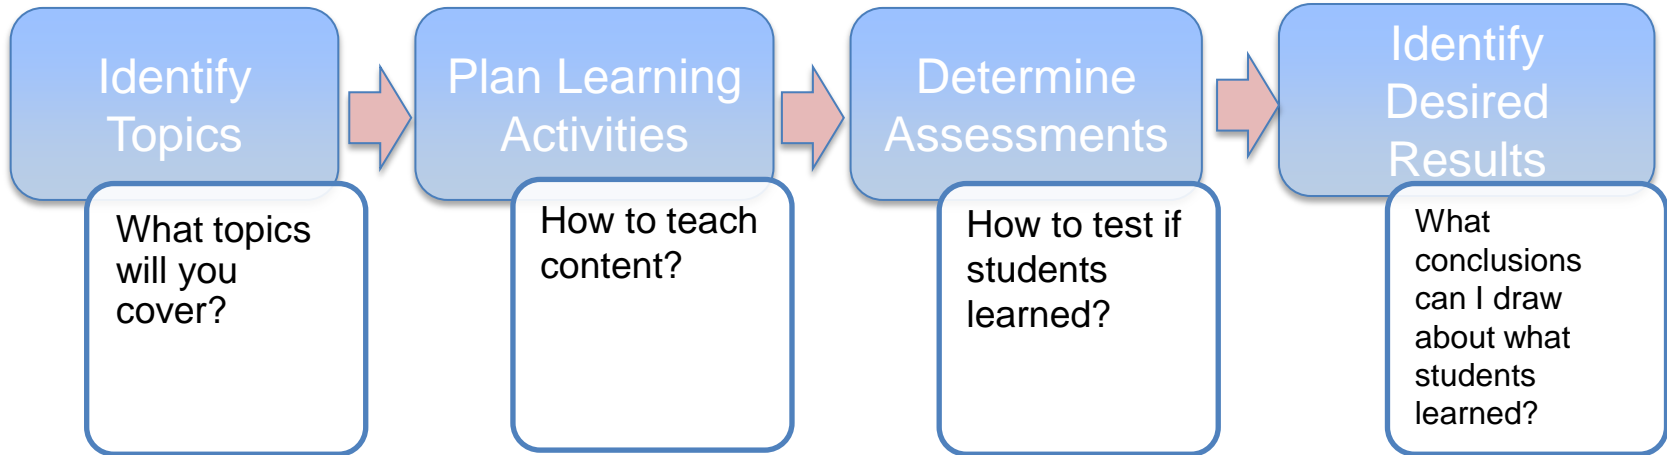 Identify
Topics
What topics
will you
cover?
Plan Learning
Activities
How to teach
content?
Determine
Assessments
How to test if
students
learned?
Identify
Desired
Results
What
conclusions
can I draw
about what
students
learned?